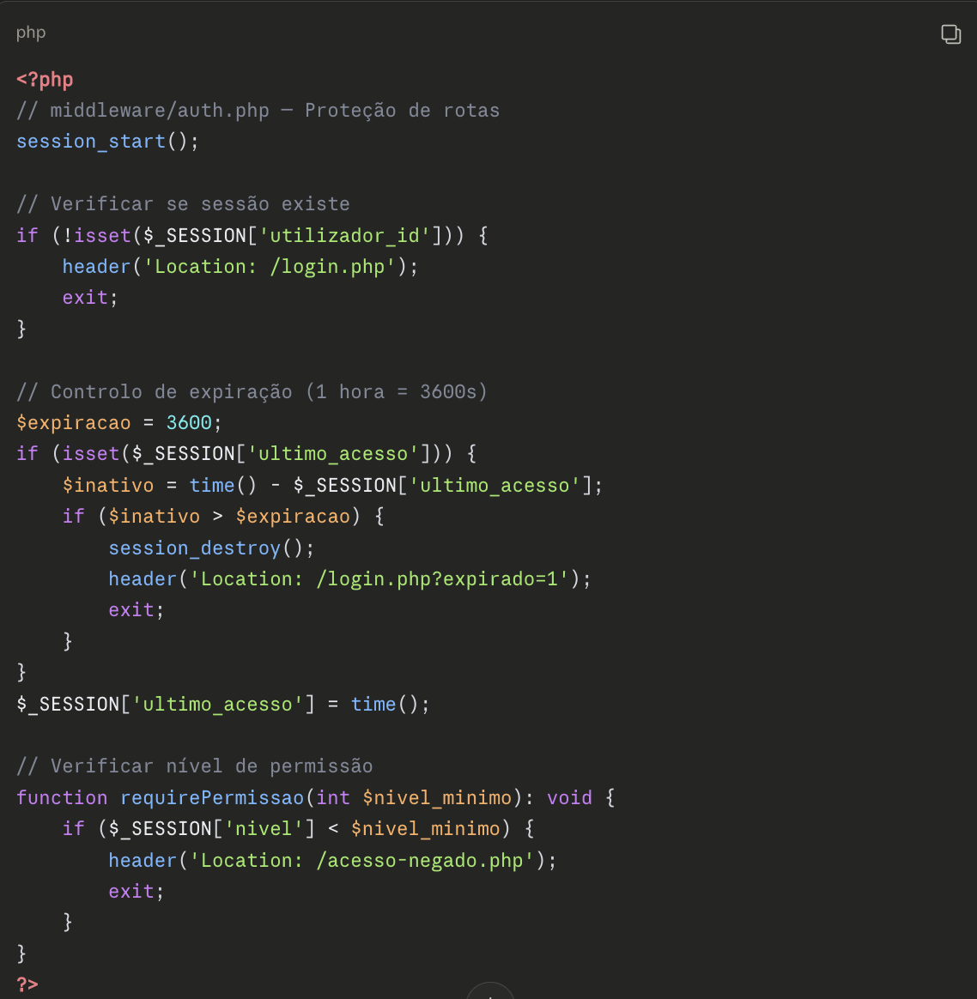 php
<?php
// middleware/auth.php — Proteção de rotas
session_start();

// Verificar se sessão existe
if (!isset($_SESSION['utilizador_id'])) {
    header('Location: /login.php');
    exit;
}

// Controlo de expiração (1 hora = 3600s)
$expiracao = 3600;
if (isset($_SESSION['ultimo_acesso'])) {
    $inativo = time() - $_SESSION['ultimo_acesso'];
    if ($inativo > $expiracao) {
        session_destroy();
        header('Location: /login.php?expirado=1');
        exit;
    }
}
$_SESSION['ultimo_acesso'] = time();

// Verificar nível de permissão
function requirePermissao(int $nivel_minimo): void {
    if ($_SESSION['nivel'] < $nivel_minimo) {
        header('Location: /acesso-negado.php');
        exit;
    }
}
?>